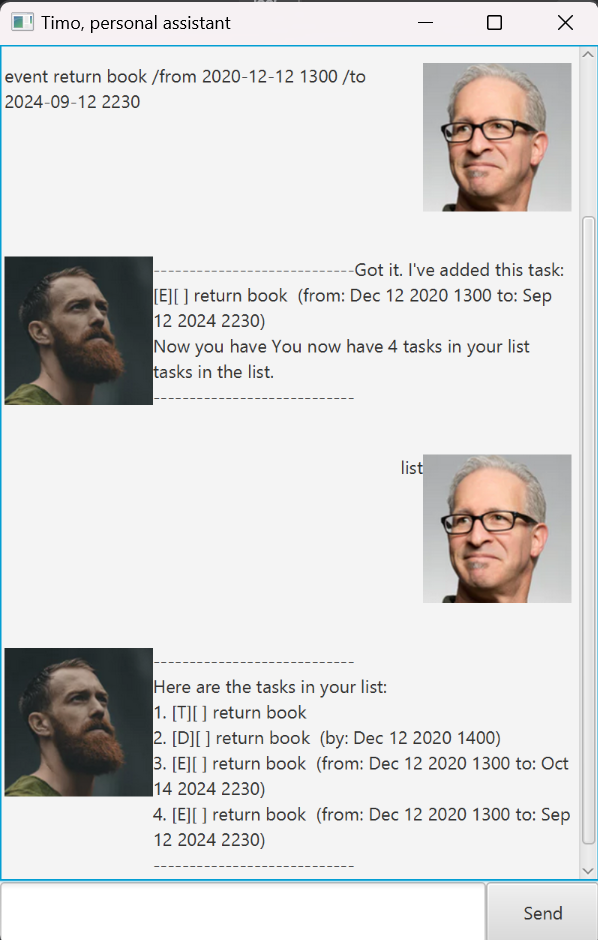 Timo, personal assistant
event return book /from 2020-12-12 1300 /to
2024-09-12 2230
----------------------------Got it. I've added this task:
[E][ ] return book  (from: Dec 12 2020 1300 to: Sep
12 2024 2230)
Now you have You now have 4 tasks in your list
tasks in the list.
----------------------------
list
----------------------------
Here are the tasks in your list:
1. [T][ ] return book
2. [D][ ] return book  (by: Dec 12 2020 1400)
3. [E][ ] return book  (from: Dec 12 2020 1300 to: Oct
14 2024 2230)
4. [E][ ] return book  (from: Dec 12 2020 1300 to: Sep
12 2024 2230)
----------------------------
Send